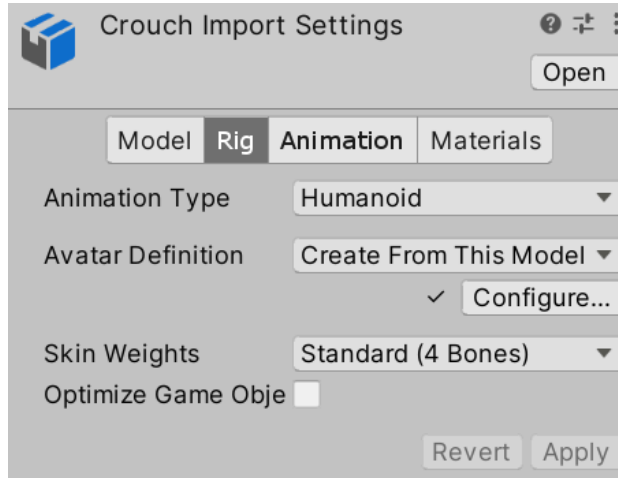 Crouch Import Settings
Open
Model Rig Animation Materials
Animation Type Humanoid
Avatar Definition Create From This Model
✓ Configure...
Skin Weights Standard (4 Bones)
Optimize Game Obje
Revert Apply